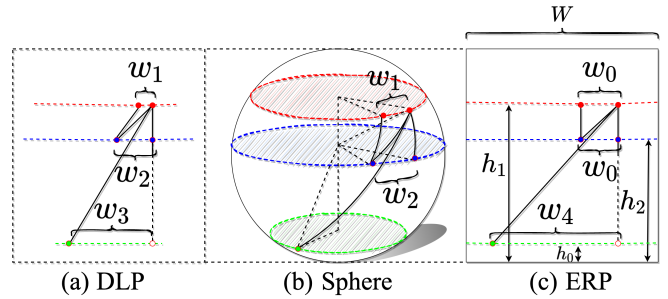 W
w₁
w₁
w₀
w₂
w₂
w₀
h₁
h₂
w₃
w₄
h₀
(a) DLP
(b) Sphere
(c) ERP